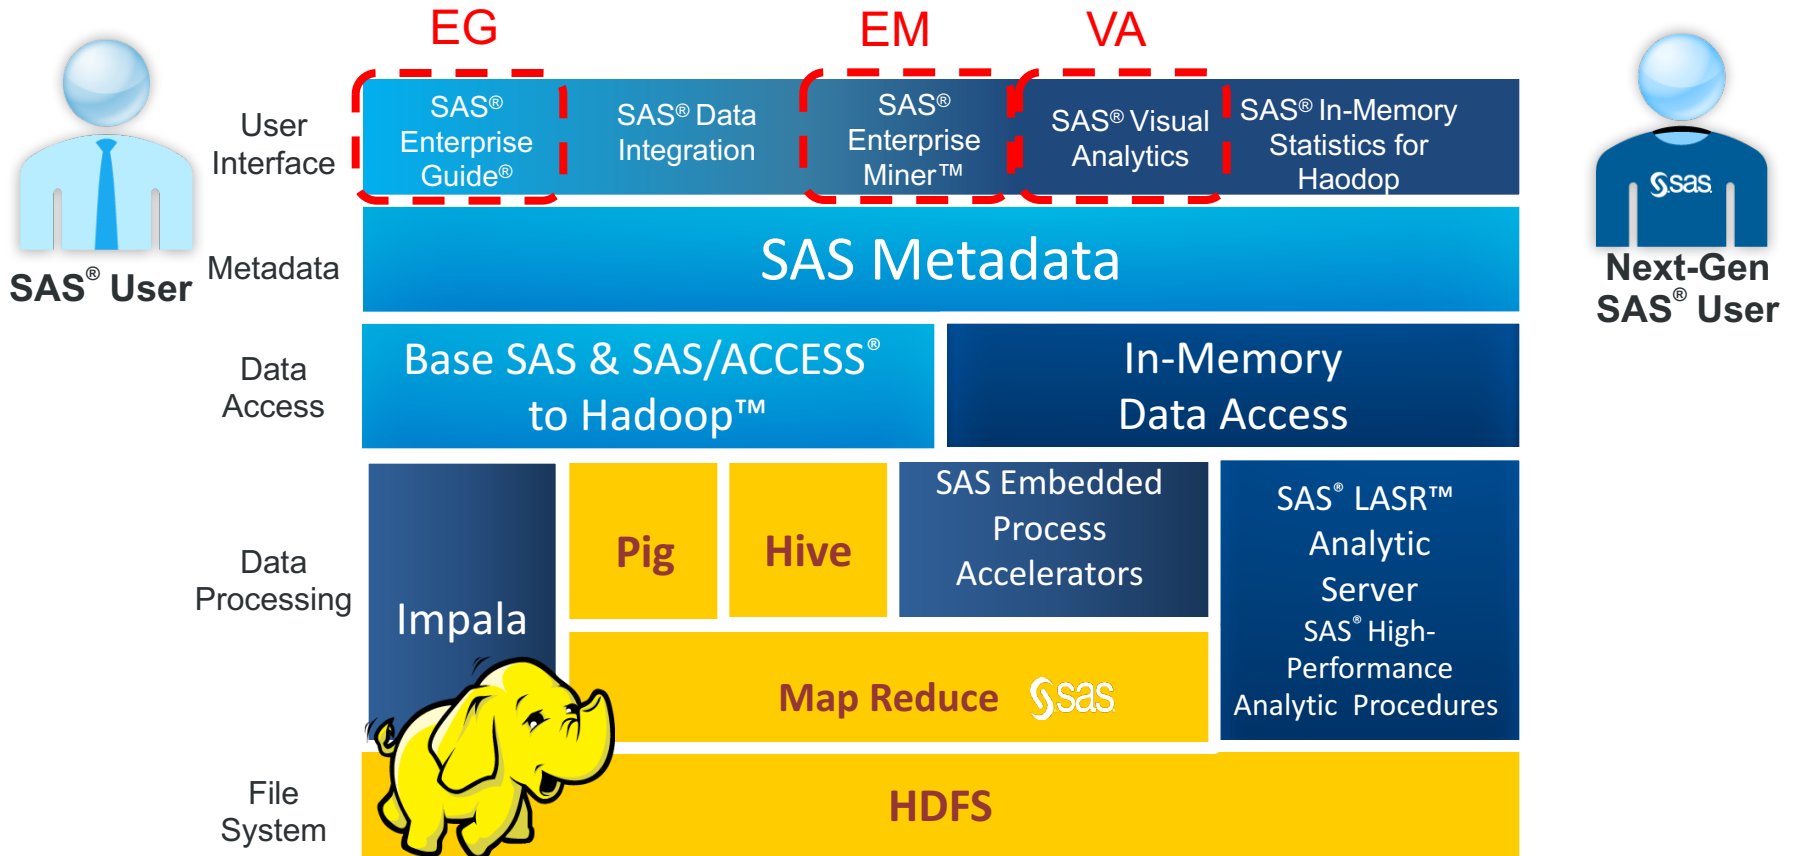 EG
EM
VA
User
Interface
SAS® 
Enterprise
Guide®
SAS® Data
Integration
SAS®
Enterprise
Miner™
SAS® Visual
Analytics
SAS® In-Memory
Statistics for
Haodop
sas
SAS® User
Next-Gen
SAS® User
Metadata
SAS Metadata
Data
Access
Base SAS & SAS/ACCESS®
to Hadoop™
In-Memory
Data Access
Data
Processing
Impala
Pig
Hive
SAS Embedded
Process
Accelerators
SAS® LASR™
Analytic
Server
SAS® High-
Performance
Analytic Procedures
Map Reduce sas
File
System
HDFS